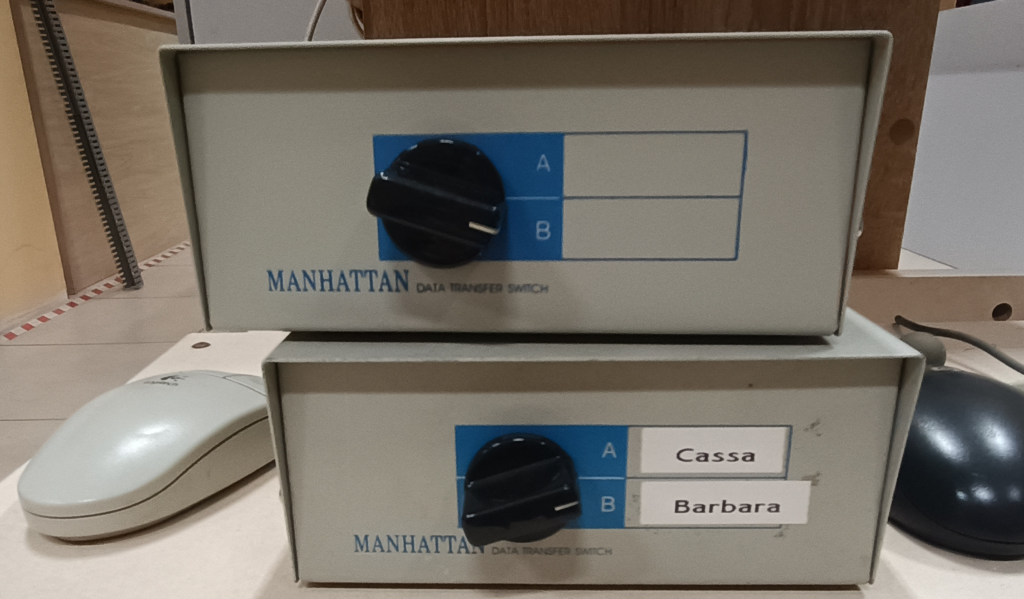 A
B
MANHATTAN DATA TRANSFER SWITCH
A Cassa
B Barbara
MANHATTAN DATA TRANSFER SWITCH